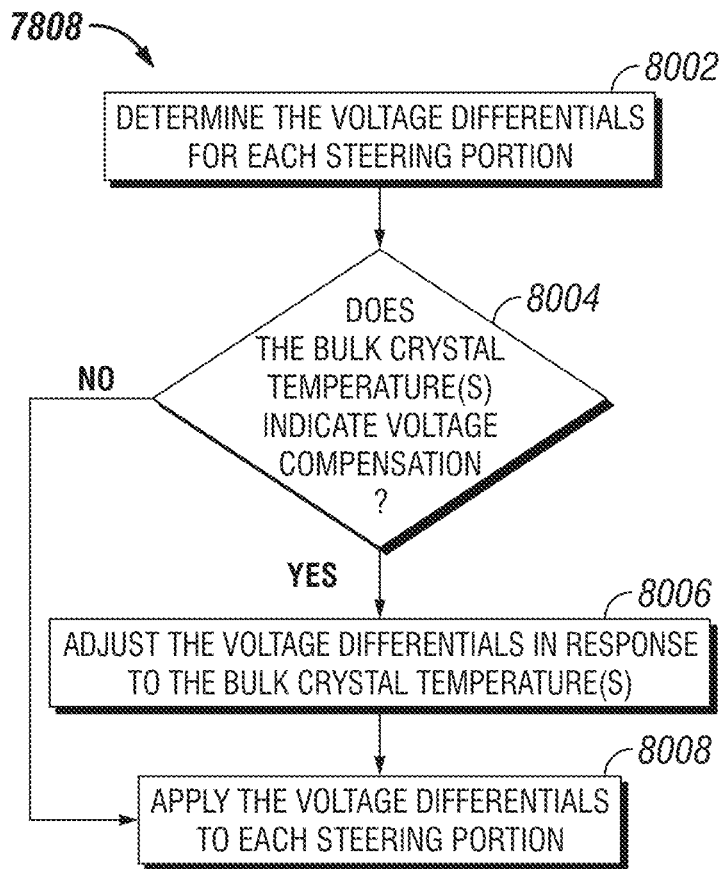 7808
8002
DETERMINE THE VOLTAGE DIFFERENTIALS
FOR EACH STEERING PORTION
8004
DOES
THE BULK CRYSTAL
TEMPERATURE(S)
INDICATE VOLTAGE
COMPENSATION
?
NO
YES
8006
ADJUST THE VOLTAGE DIFFERENTIALS IN RESPONSE
TO THE BULK CRYSTAL TEMPERATURE(S)
8008
APPLY THE VOLTAGE DIFFERENTIALS
TO EACH STEERING PORTION